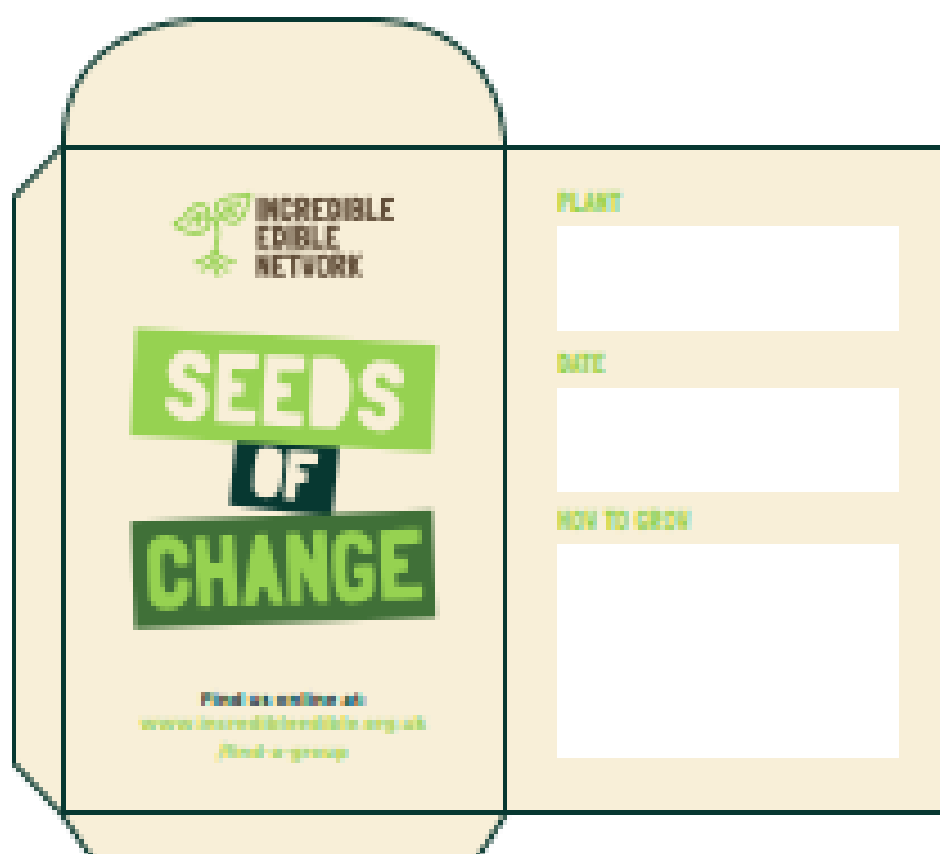 INCREDIBLE
EDIBLE
NETWORK
SEEDS
OF
CHANGE
Find us online at:
www.incredibleedible.org.uk
/find-a-group
PLANT
DATE
HOW TO GROW